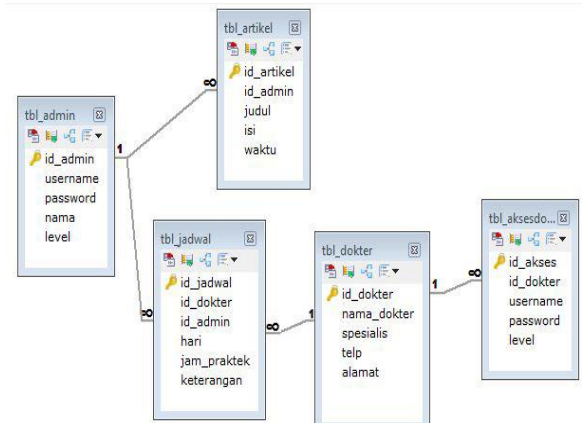 tbl_artikel
id_artikel
id_admin
judul
isi
waktu
tbl_admin
id_admin
username
password
nama
level
1
∞
∞
tbl_jadwal
id_jadwal
id_dokter
id_admin
hari
jam_praktek
keterangan
∞
1
tbl_dokter
id_dokter
nama_dokter
spesialis
telp
alamat
1
∞
tbl_aksesdo...
id_akses
id_dokter
username
password
level